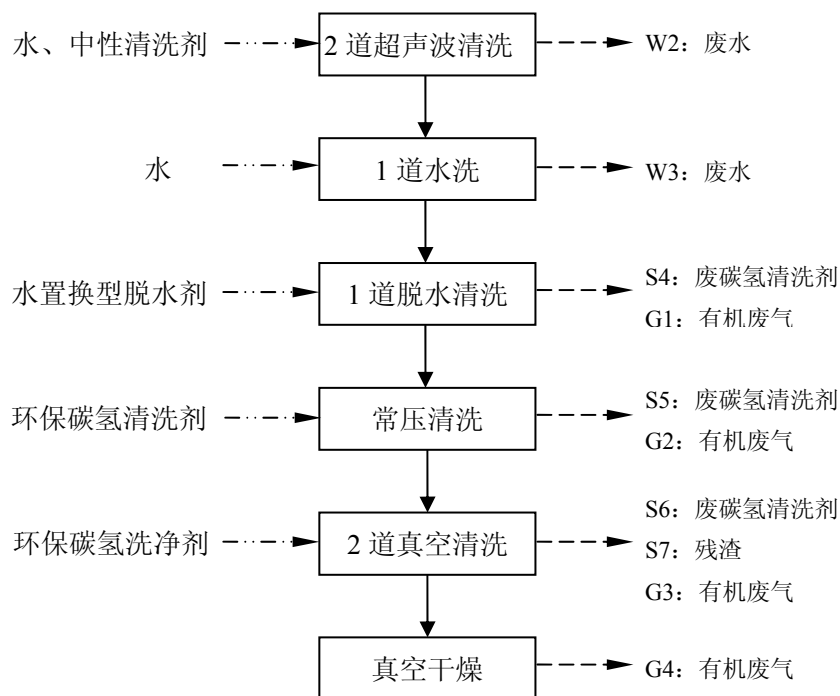 水、中性清洗剂
2 道超声波清洗
W2：废水
水
1 道水洗
W3：废水
水置换型脱水剂
1 道脱水清洗
S4：废碳氢清洗剂
G1：有机废气
环保碳氢清洗剂
常压清洗
S5：废碳氢清洗剂
G2：有机废气
环保碳氢洗净剂
2 道真空清洗
S6：废碳氢清洗剂
S7：残渣
G3：有机废气
真空干燥
G4：有机废气